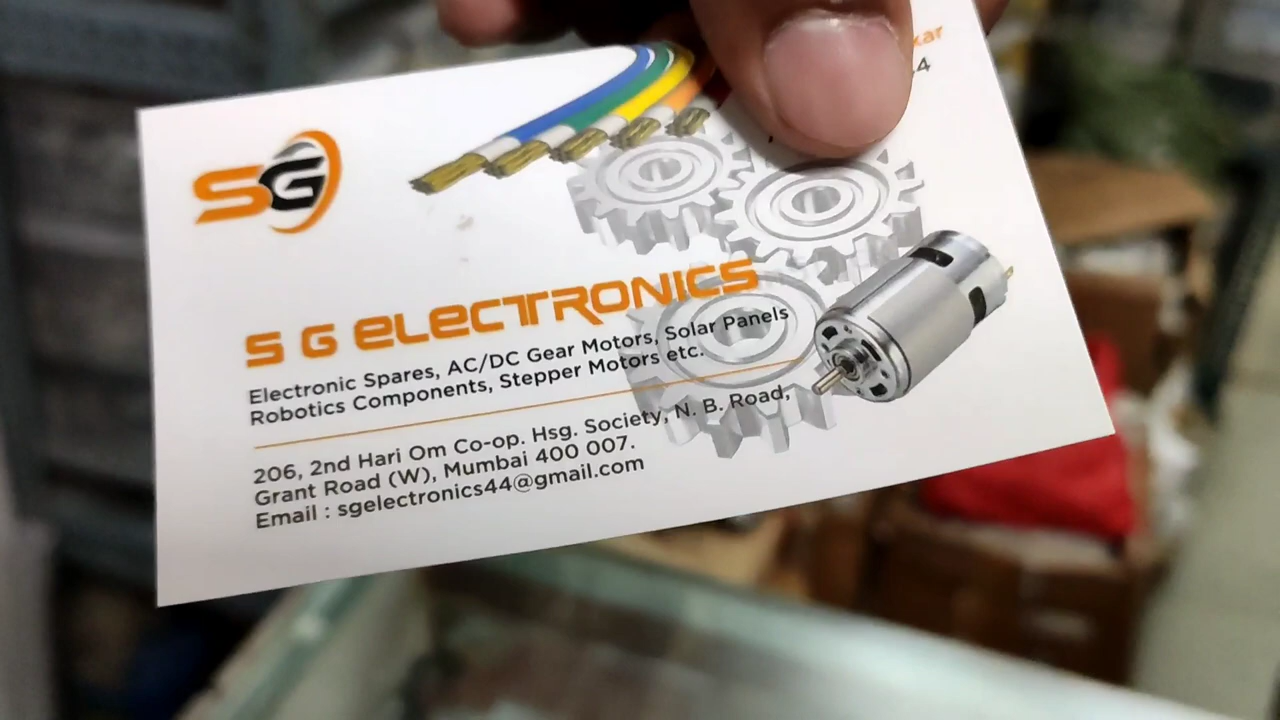 SG
S G ELECTRONICS
Electronic Spares, AC/DC Gear Motors, Solar Panels
Robotics Components, Stepper Motors etc.
206, 2nd Hari Om Co-op. Hsg. Society, N. B. Road,
Grant Road (W), Mumbai 400 007.
Email : sgelectronics44@gmail.com